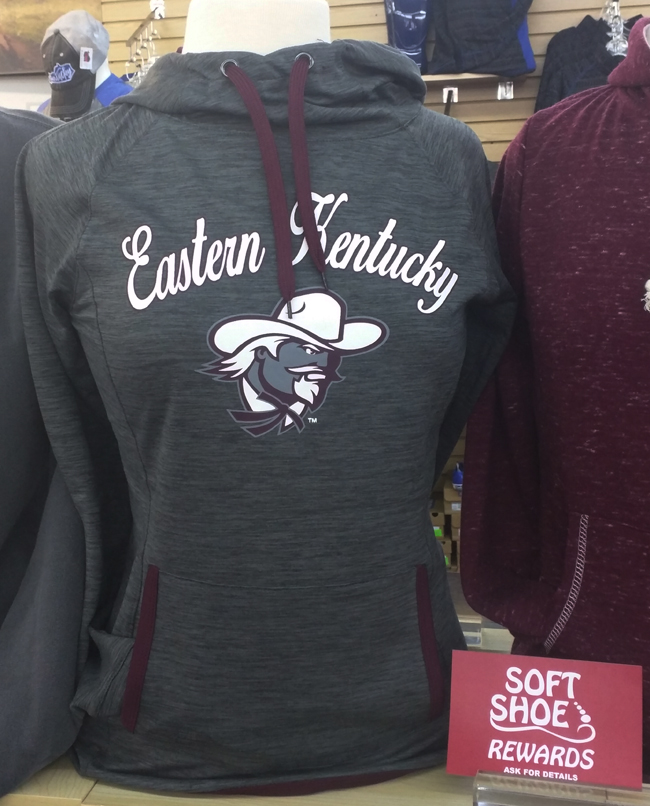 Eastern Kentucky
TM
SOFT
SHOE
REWARDS
ASK FOR DETAILS